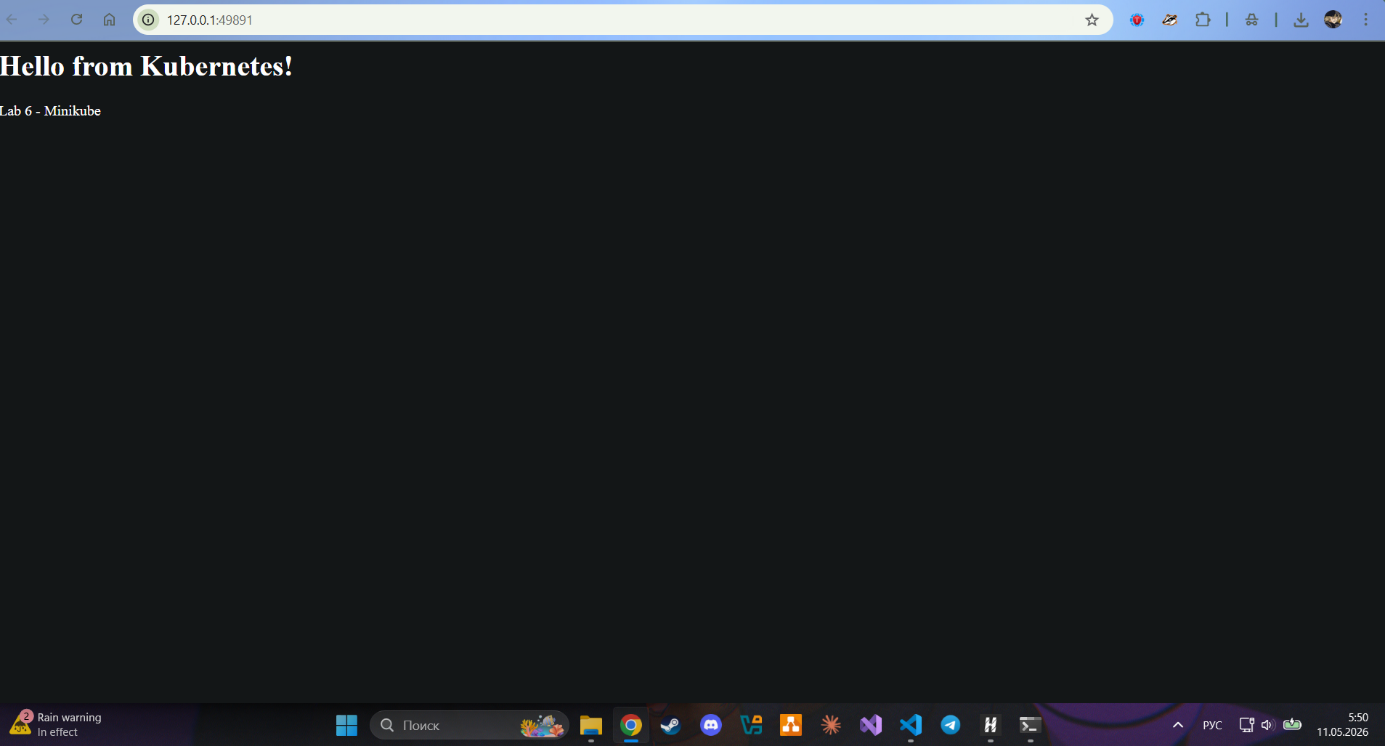 127.0.0.1:49891
Hello from Kubernetes!
Lab 6 - Minikube
2
Rain warning
In effect
Поиск
РУС
5:50
11.05.2026